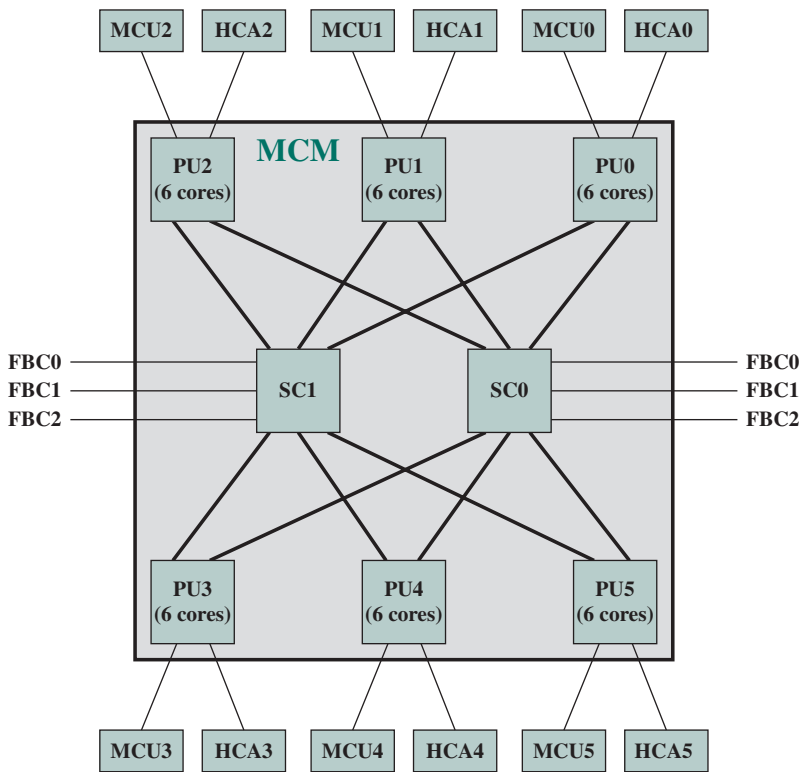 MCU2
HCA2
MCU1
HCA1
MCU0
HCA0
MCM
PU2
(6 cores)
PU1
(6 cores)
PU0
(6 cores)
FBC0
FBC1
FBC2
SC1
SC0
FBC0
FBC1
FBC2
PU3
(6 cores)
PU4
(6 cores)
PU5
(6 cores)
MCU3
HCA3
MCU4
HCA4
MCU5
HCA5